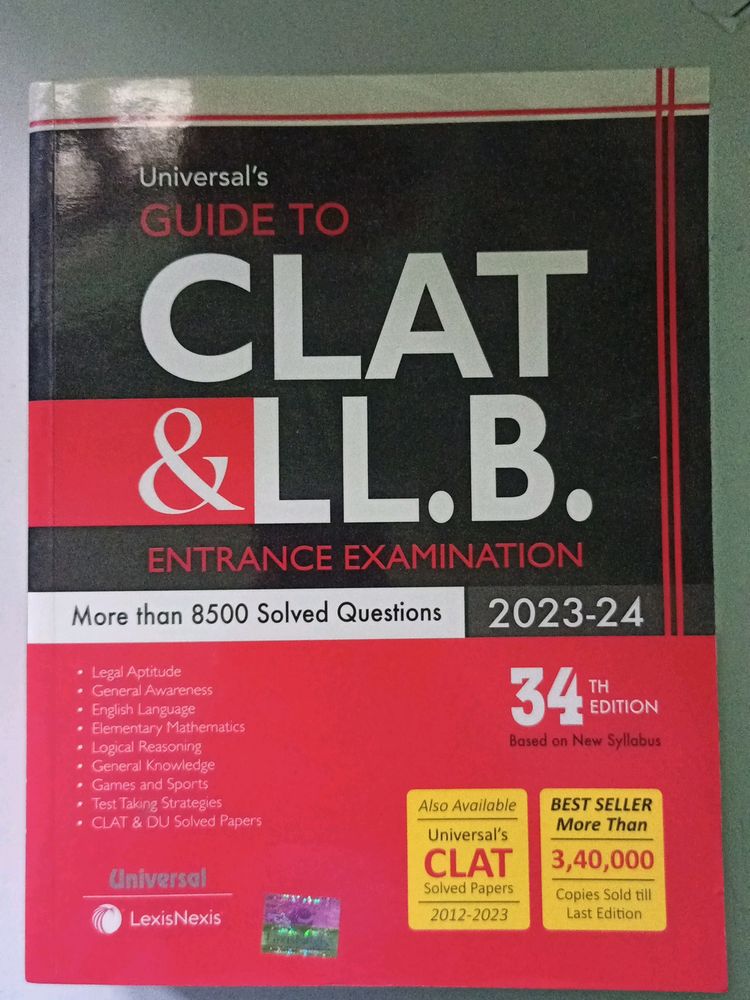 Universal's
GUIDE TO
CLAT
& LL.B.
ENTRANCE EXAMINATION
More than 8500 Solved Questions 2023-24
• Legal Aptitude
• General Awareness
• English Language
• Elementary Mathematics
• Logical Reasoning
• General Knowledge
• Games and Sports
• Test Taking Strategies
• CLAT & DU Solved Papers
34TH EDITION
Based on New Syllabus
Also Available
Universal's
CLAT
Solved Papers
2012-2023
BEST SELLER
More Than
3,40,000
Copies Sold till
Last Edition
Universal
LexisNexis